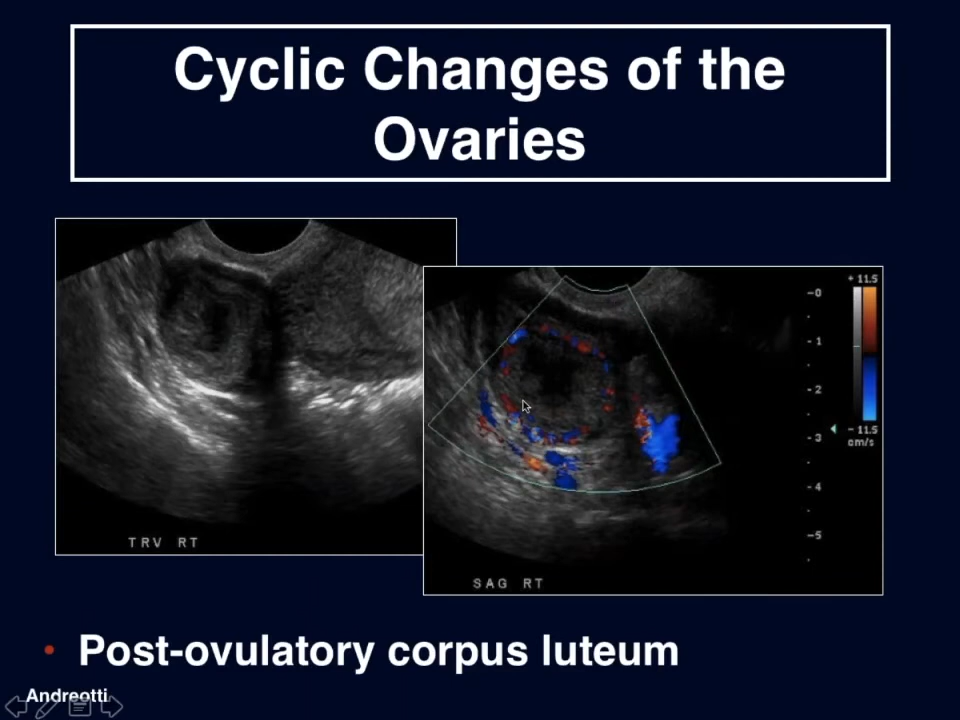 Cyclic Changes of the
Ovaries
TRV RT
+ 11.5
-0
- 1
- 2
- 3
- 4
-5
- 11.5
cm/s
SAG RT
• Post-ovulatory corpus luteum
Andreotti